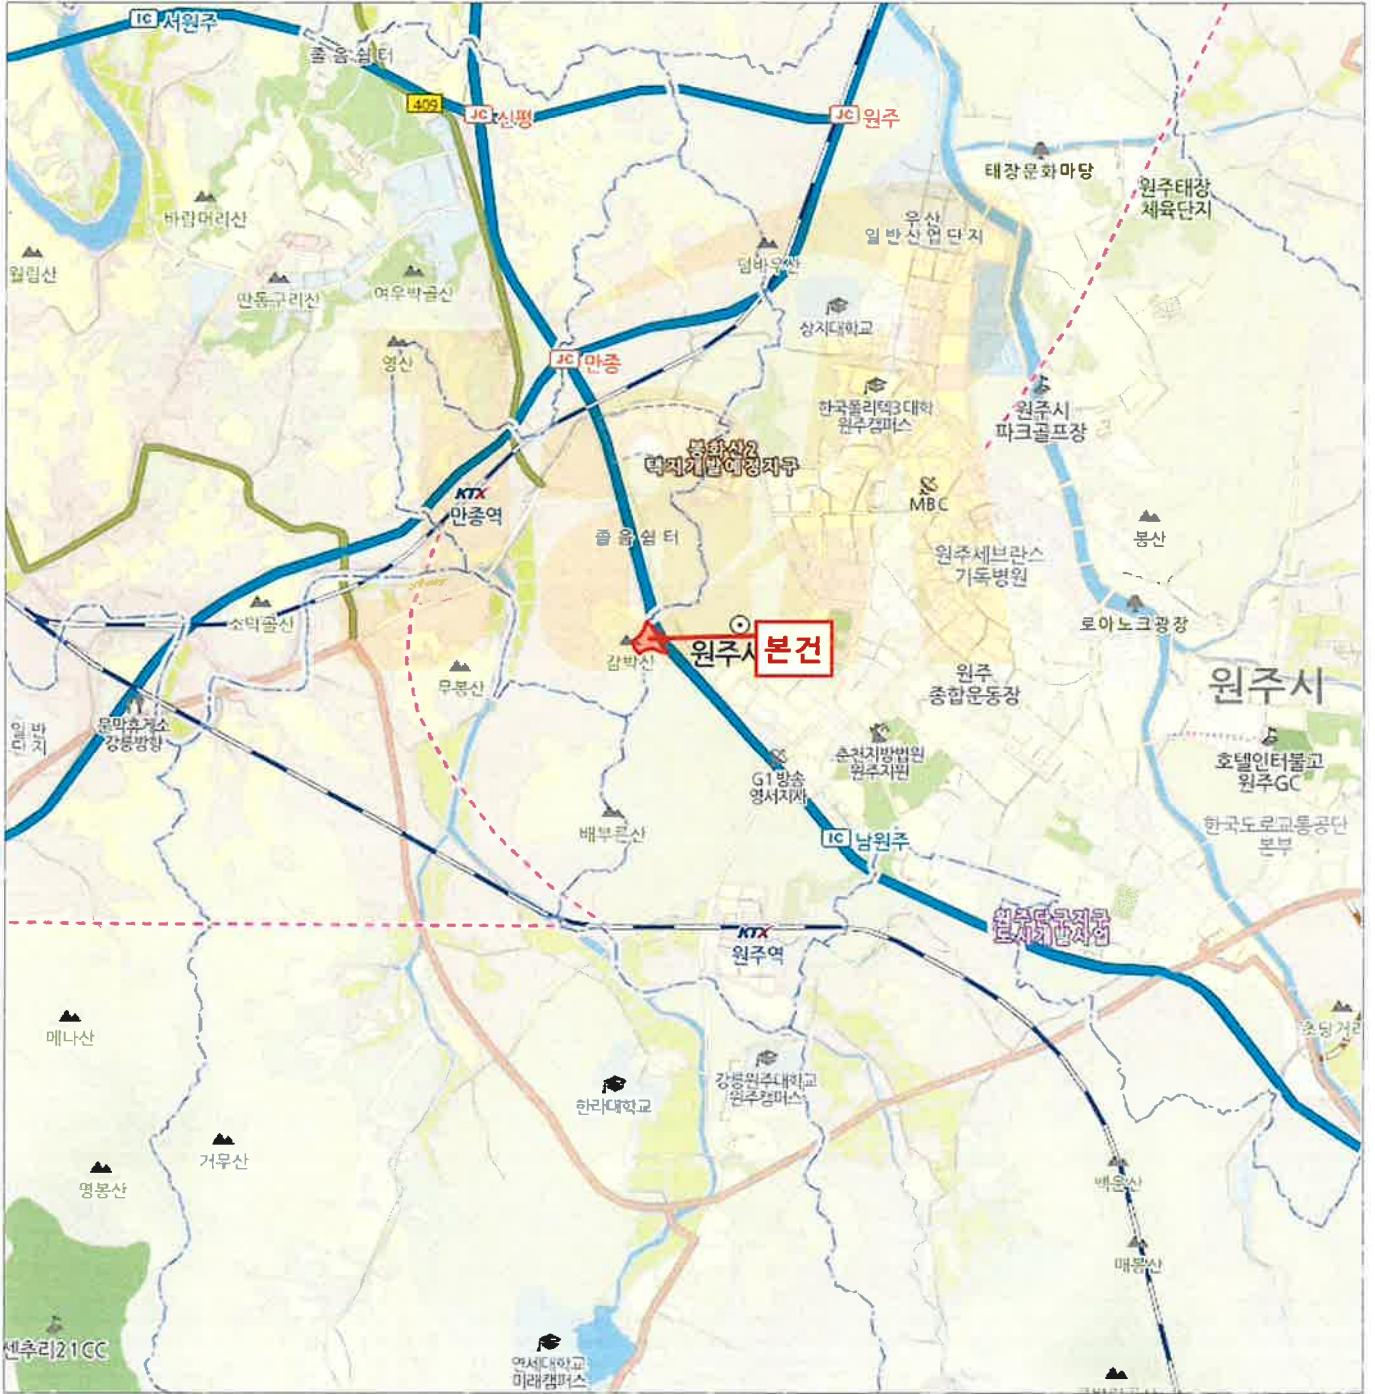 IC 서원주
졸음쉼터
409
JC 신평
JC 원주
태장문화마당
원주태장
체육단지
바람머리산
우산
일반산업단지
월림산
덤바우산
딴동구리산
여우박골산
상지대학교
영산
JC 만종
한국폴리텍3대학
원주캠퍼스
원주시
파크골프장
봉화산2
택지개발예정지구
KTX
만종역
MBC
봉산
졸음쉼터
원주세브란스
기독병원
소덕골산
로아노크광장
감박산
원주시
본건
무봉산
원주
종합운동장
원주시
일반
단지
문막휴게소
강릉방향
춘천지방법원
원주지원
G1방송
영서지사
호텔인터불고
원주GC
배부른산
IC 남원주
한국도로교통공단
본부
원주단구지구
도시개발사업
KTX
원주역
메나산
초당거리
한라대학교
강릉원주대학교
원주캠퍼스
거무산
명봉산
백운산
매봉산
센추리21CC
연세대학교
미래캠퍼스